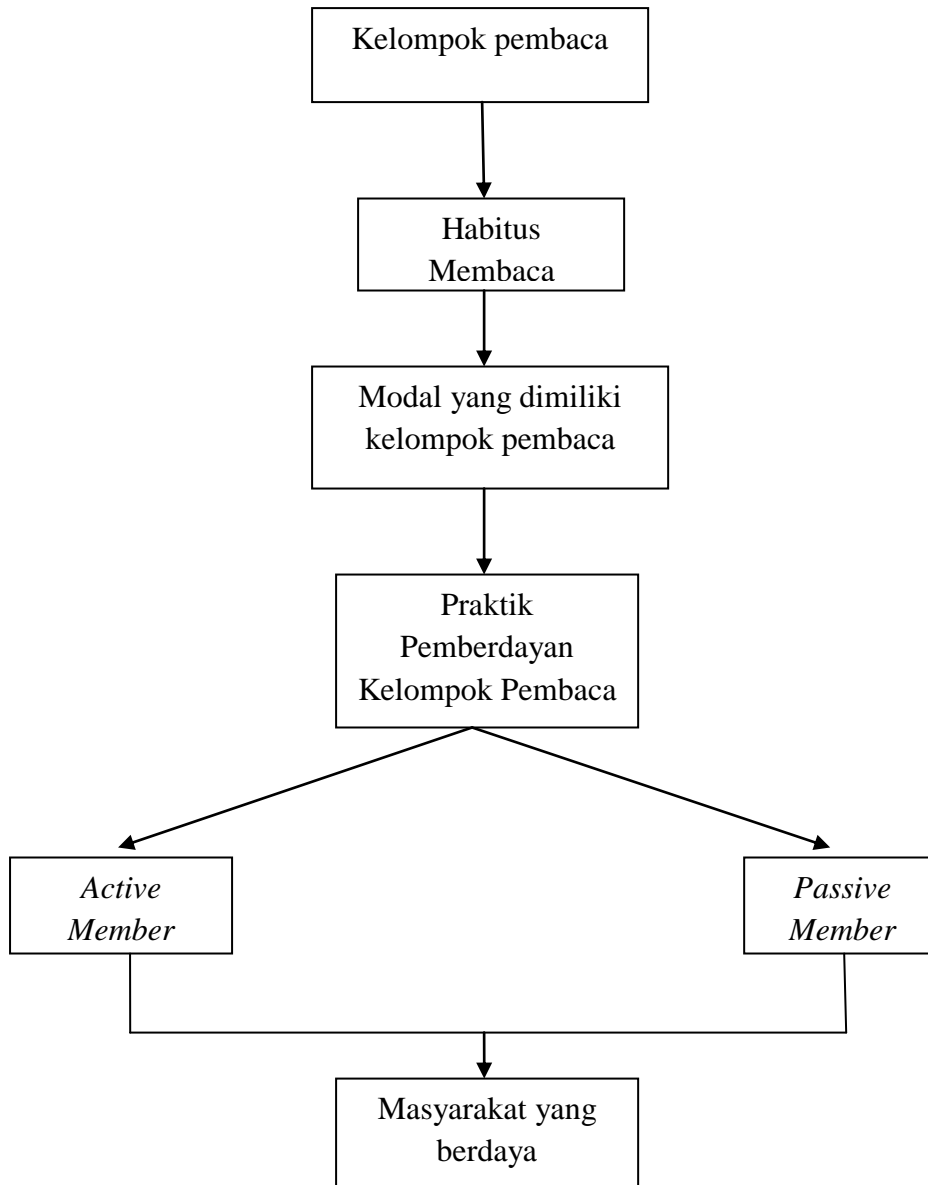 Kelompok pembaca
Habitus
Membaca
Modal yang dimiliki
kelompok pembaca
Praktik
Pemberdayan
Kelompok Pembaca
Active
Member
Passive
Member
Masyarakat yang
berdaya